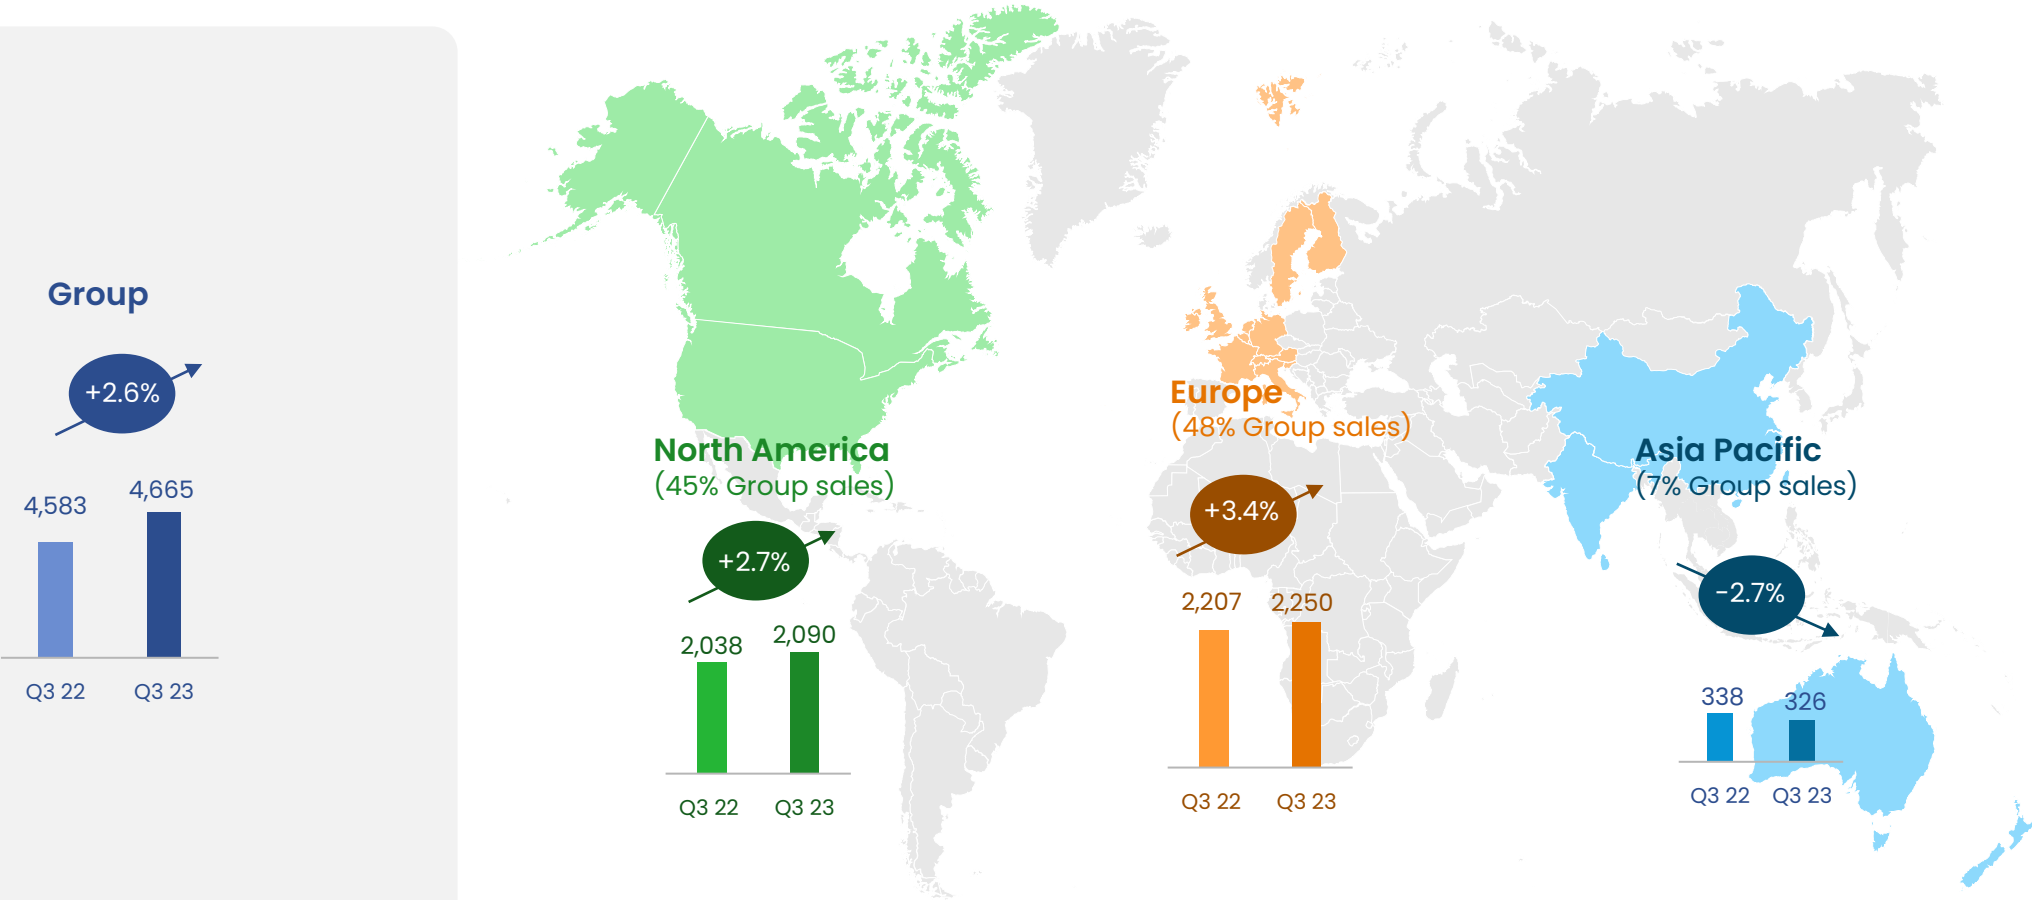 Group
+2.6%
4,583
4,665
Q3 22
Q3 23
North America
(45% Group sales)
+2.7%
2,038
2,090
Q3 22
Q3 23
Europe
(48% Group sales)
+3.4%
2,207
2,250
Q3 22
Q3 23
Asia Pacific
(7% Group sales)
-2.7%
338
326
Q3 22
Q3 23